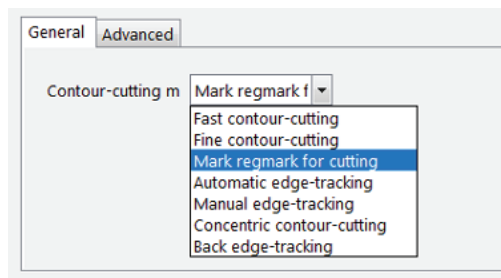 General Advanced
Contour-cutting m Mark regmark f
Fast contour-cutting
Fine contour-cutting
Mark regmark for cutting
Automatic edge-tracking
Manual edge-tracking
Concentric contour-cutting
Back edge-tracking